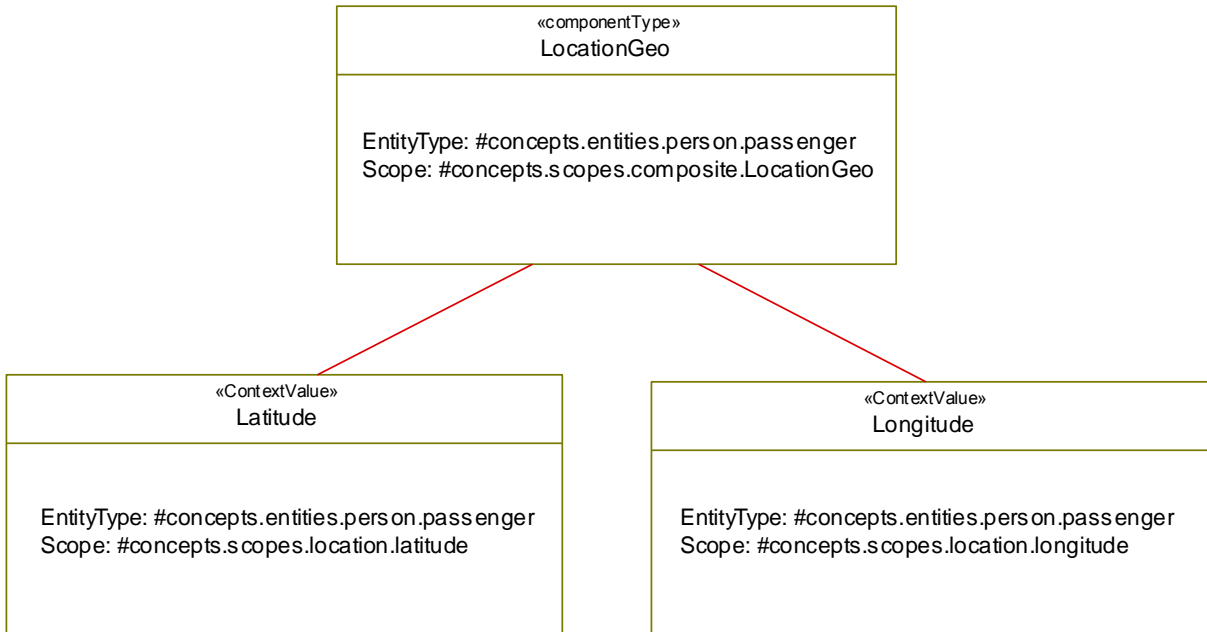 «componentType»
LocationGeo
EntityType: #concepts.entities.person.passenger
Scope: #concepts.scopes.composite.LocationGeo
«ContextValue»
Latitude
EntityType: #concepts.entities.person.passenger
Scope: #concepts.scopes.location.latitude
«ContextValue»
Longitude
EntityType: #concepts.entities.person.passenger
Scope: #concepts.scopes.location.longitude